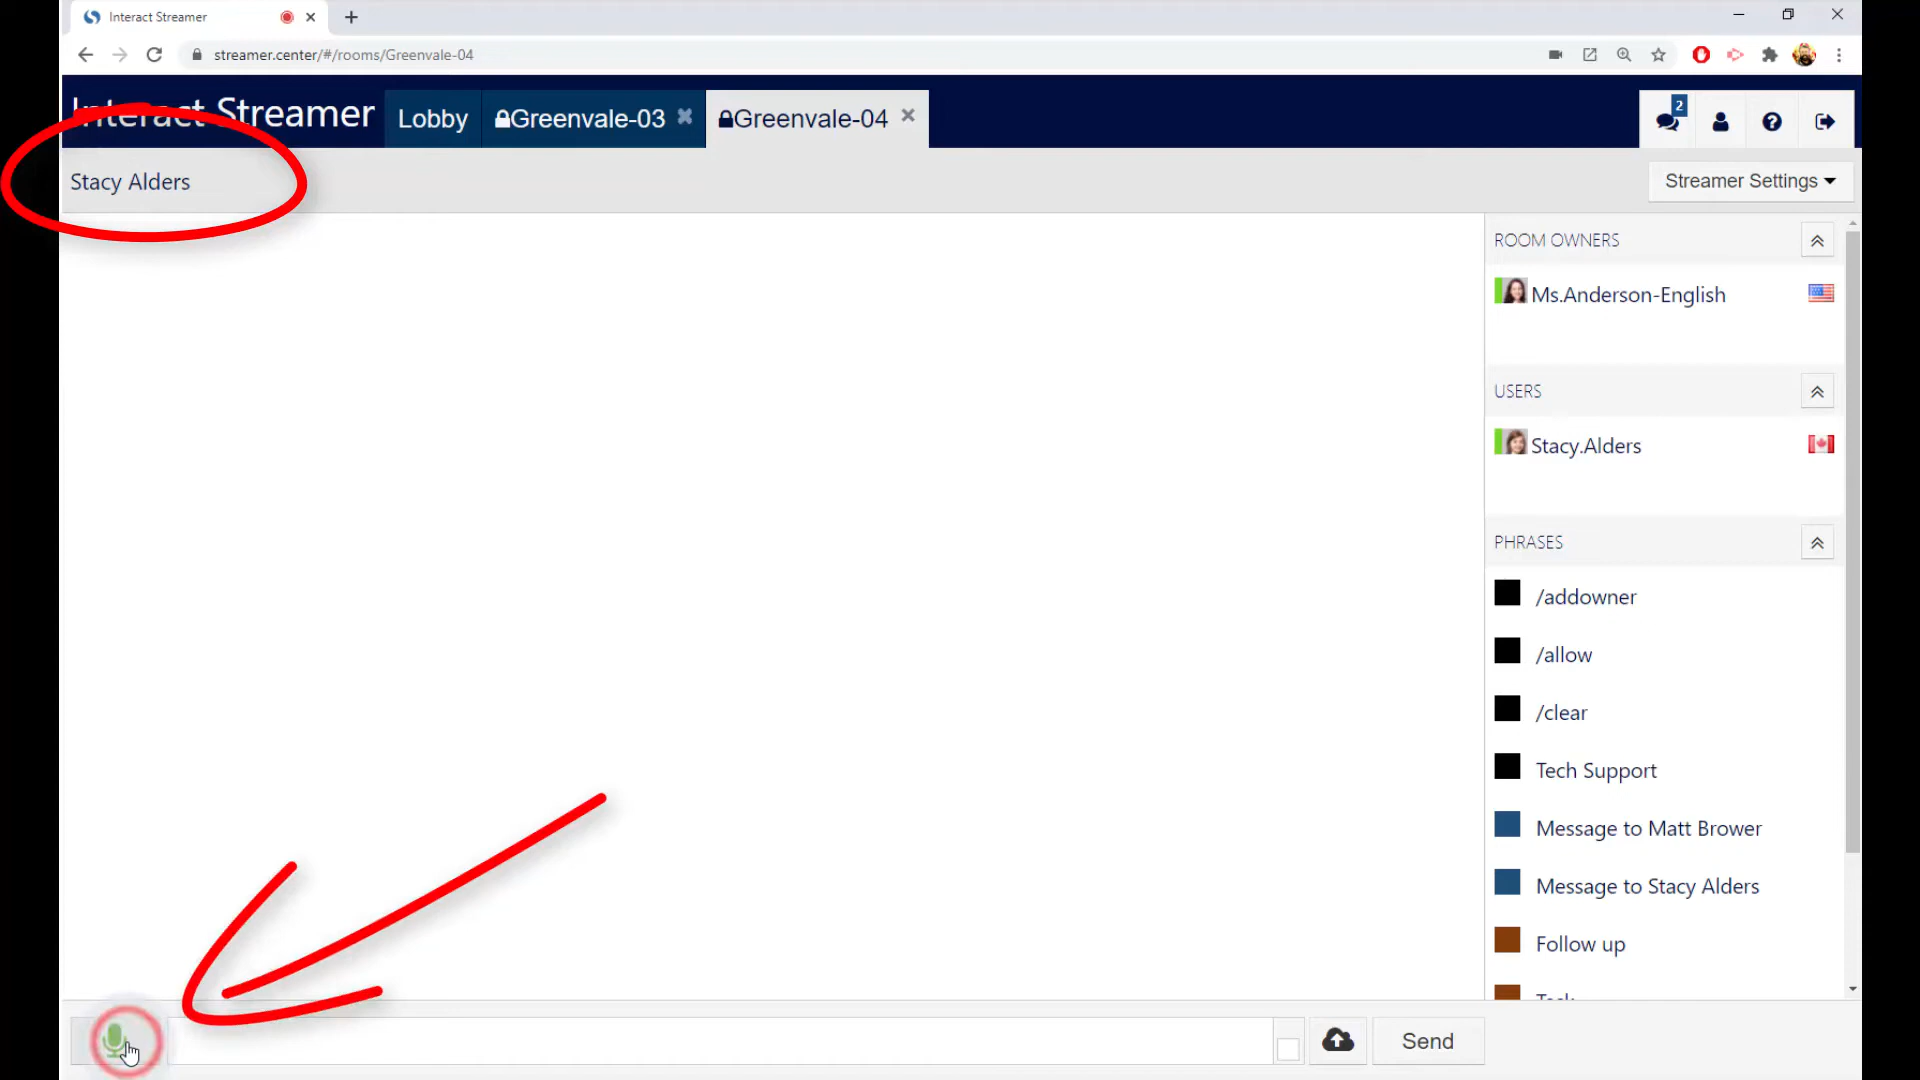 Interact Streamer
streamer.center/#/rooms/Greenvale-04
Interact Streamer
Lobby
Greenvale-03
Greenvale-04
2
Stacy Alders
Streamer Settings
ROOM OWNERS
Ms.Anderson-English
USERS
Stacy.Alders
PHRASES
/addowner
/allow
/clear
Tech Support
Message to Matt Brower
Message to Stacy Alders
Follow up
Send